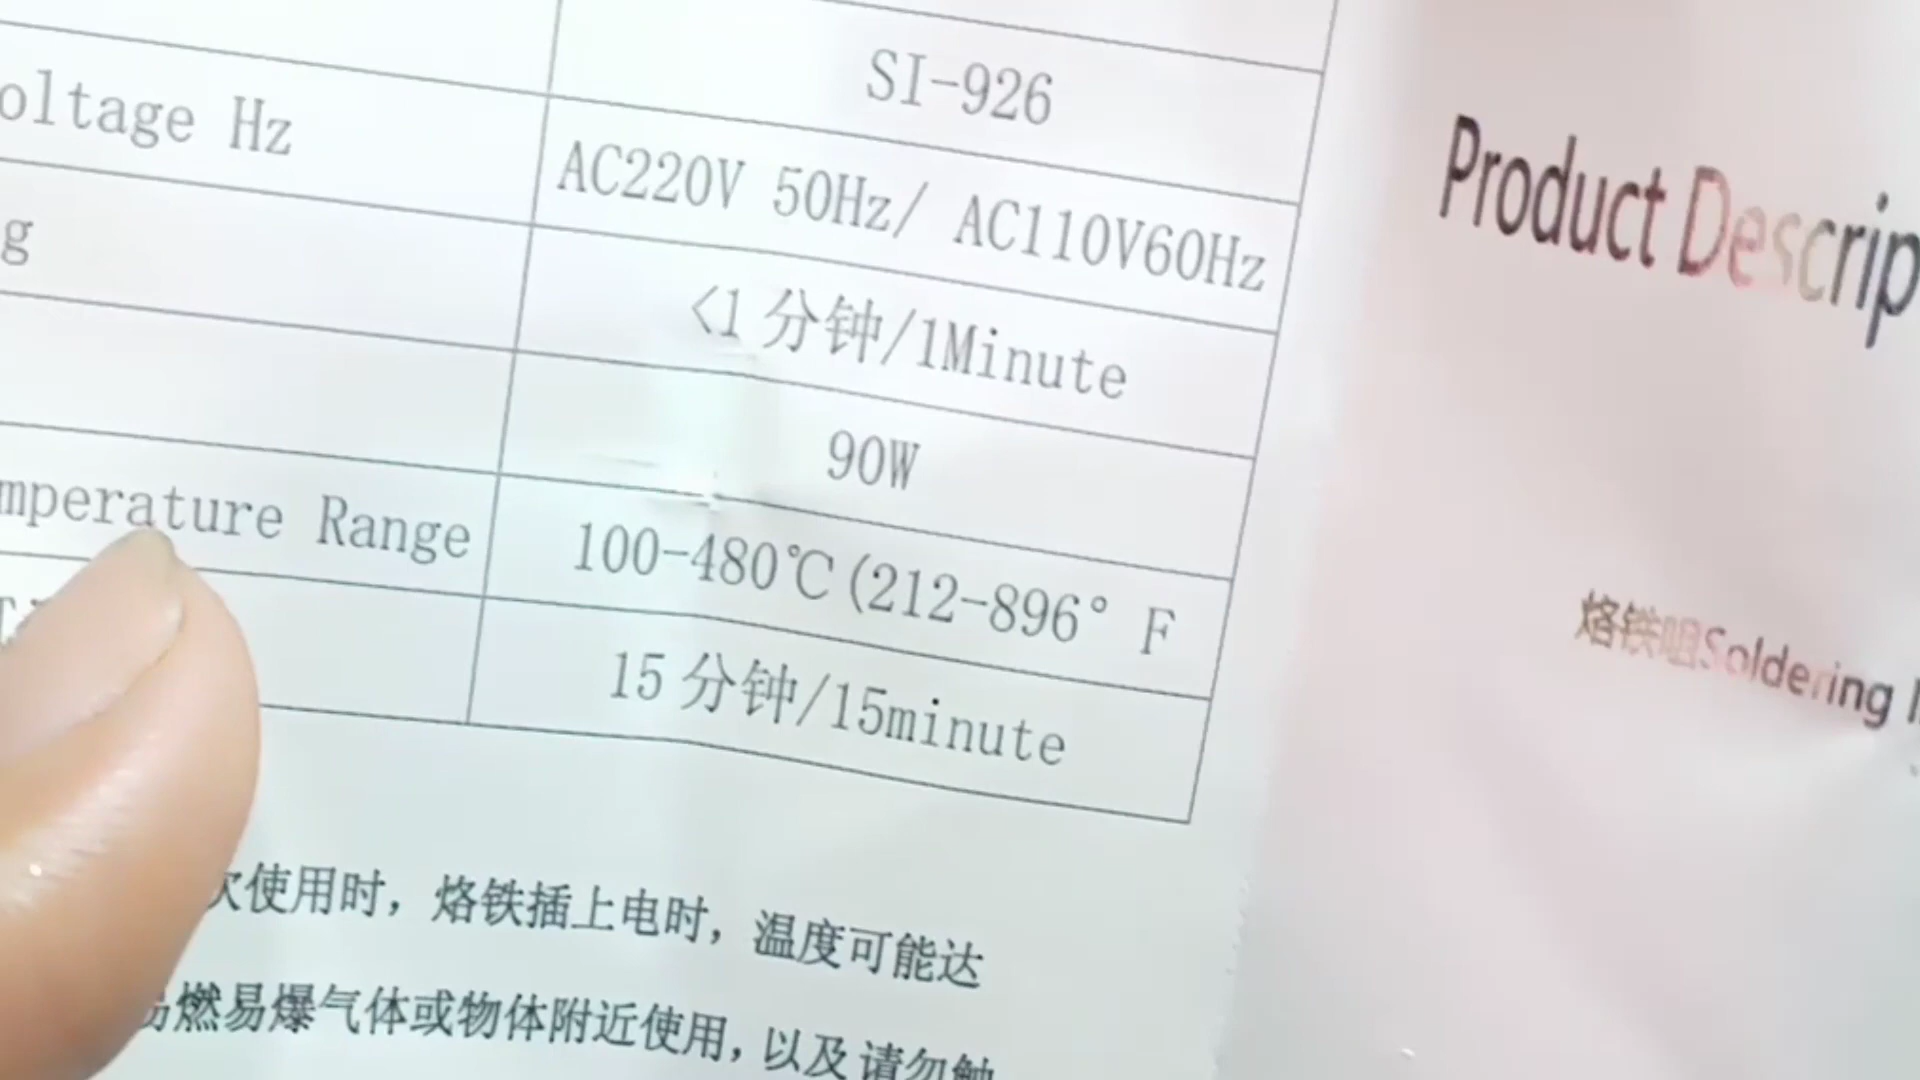 SI-926
oltage Hz
AC220V 50Hz/ AC110V60Hz
g
<1 分钟/1Minute
90W
mperature Range
100-480℃(212-896° F
15 分钟/15minute
次使用时，烙铁插上电时，温度可能达
易燃易爆气体或物体附近使用，以及请勿触
Product Descrip
烙铁咀Soldering